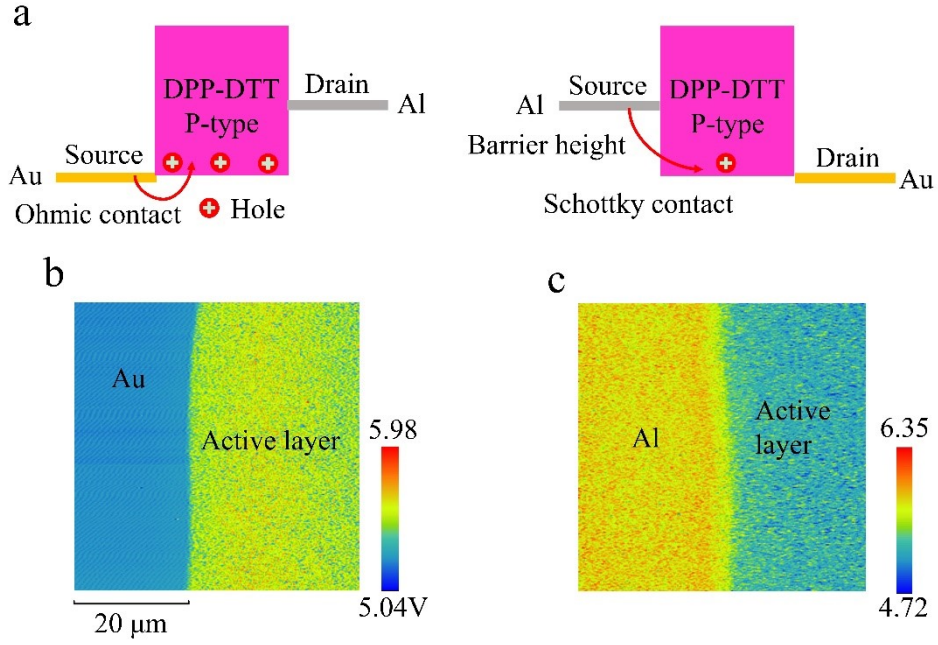 a
DPP-DTT
P-type
Drain
Al
Source
Au
Ohmic contact
Hole
Al
Source
DPP-DTT
P-type
Barrier height
Drain
Au
Schottky contact
b
Au
Active layer
5.98
5.04V
20 μm
c
Al
Active
layer
6.35
4.72